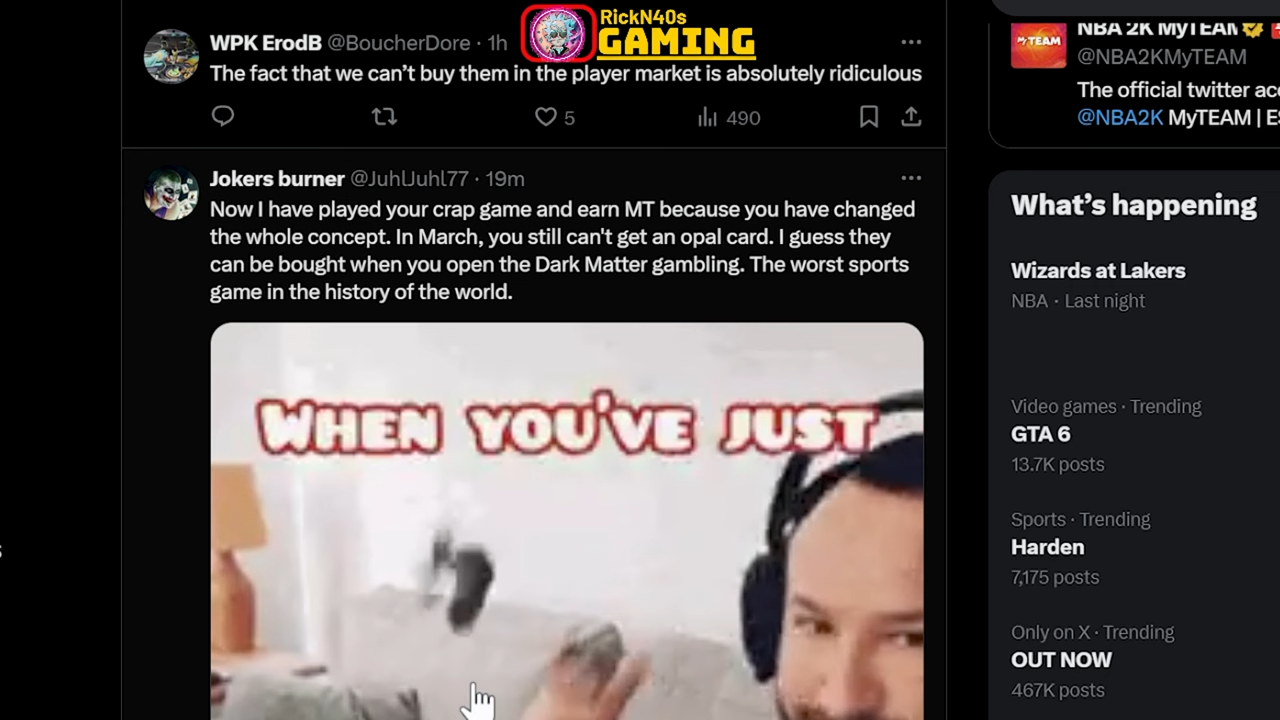 RickN40s
GAMING
WPK ErodB @BoucherDore · 1h
The fact that we can't buy them in the player market is absolutely ridiculous
5
490
Jokers burner @JuhlJuhl77 · 19m
Now I have played your crap game and earn MT because you have changed
the whole concept. In March, you still can't get an opal card. I guess they
can be bought when you open the Dark Matter gambling. The worst sports
game in the history of the world.
WHEN YOU'VE JUST
NBA 2K MyTEAM
MyTEAM
@NBA2KMyTEAM
The official twitter
@NBA2K MyTEAM |
What's happening
Wizards at Lakers
NBA · Last night
Video games · Trending
GTA 6
13.7K posts
Sports · Trending
Harden
7,175 posts
Only on X · Trending
OUT NOW
467K posts